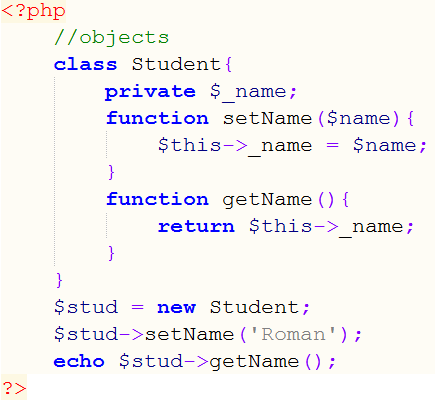 <?php
    //objects
    class Student{
        private $_name;
        function setName($name){
            $this->_name = $name;
        }
        function getName(){
            return $this->_name;
        }
    }
    $stud = new Student;
    $stud->setName('Roman');
    echo $stud->getName();
?>